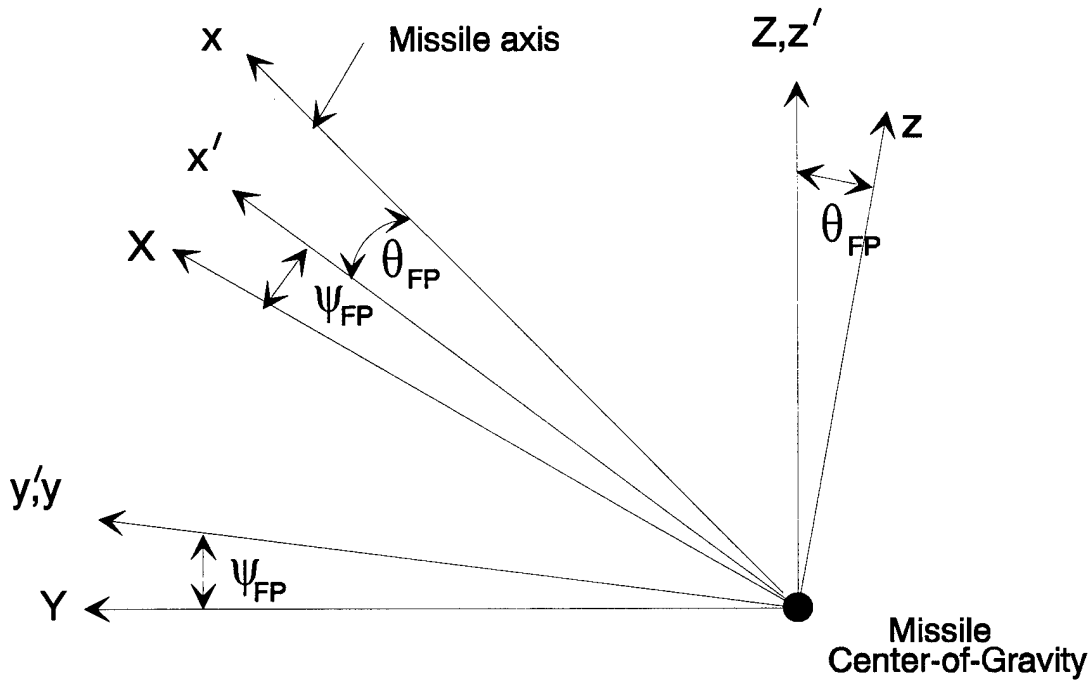 x
Missile axis
Z,z′
z
x′
θFP
X
θFP
ψFP
y′,y
ψFP
Y
Missile
Center-of-Gravity